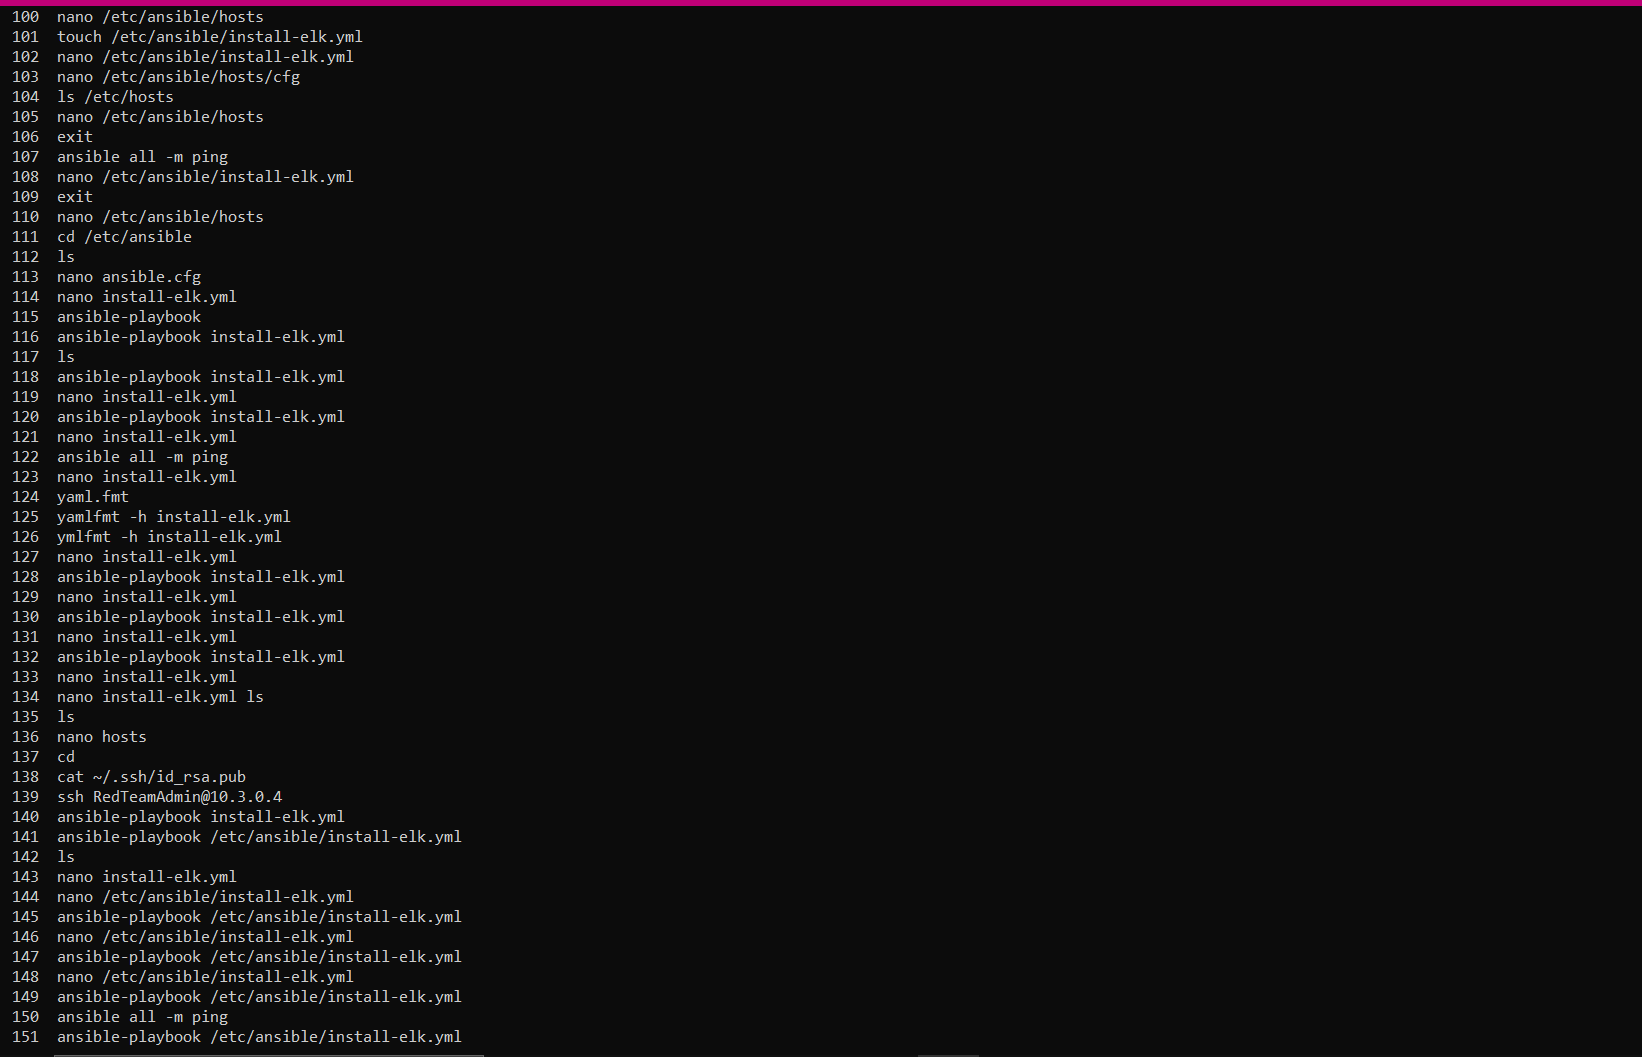 100 nano /etc/ansible/hosts
101 touch /etc/ansible/install-elk.yml
102 nano /etc/ansible/install-elk.yml
103 nano /etc/ansible/hosts/cfg
104 ls /etc/hosts
105 nano /etc/ansible/hosts
106 exit
107 ansible all -m ping
108 nano /etc/ansible/install-elk.yml
109 exit
110 nano /etc/ansible/hosts
111 cd /etc/ansible
112 ls
113 nano ansible.cfg
114 nano install-elk.yml
115 ansible-playbook
116 ansible-playbook install-elk.yml
117 ls
118 ansible-playbook install-elk.yml
119 nano install-elk.yml
120 ansible-playbook install-elk.yml
121 nano install-elk.yml
122 ansible all -m ping
123 nano install-elk.yml
124 yaml.fmt
125 yamlfmt -h install-elk.yml
126 ymlfmt -h install-elk.yml
127 nano install-elk.yml
128 ansible-playbook install-elk.yml
129 nano install-elk.yml
130 ansible-playbook install-elk.yml
131 nano install-elk.yml
132 ansible-playbook install-elk.yml
133 nano install-elk.yml
134 nano install-elk.yml ls
135 ls
136 nano hosts
137 cd
138 cat ~/.ssh/id_rsa.pub
139 ssh RedTeamAdmin@10.3.0.4
140 ansible-playbook install-elk.yml
141 ansible-playbook /etc/ansible/install-elk.yml
142 ls
143 nano install-elk.yml
144 nano /etc/ansible/install-elk.yml
145 ansible-playbook /etc/ansible/install-elk.yml
146 nano /etc/ansible/install-elk.yml
147 ansible-playbook /etc/ansible/install-elk.yml
148 nano /etc/ansible/install-elk.yml
149 ansible-playbook /etc/ansible/install-elk.yml
150 ansible all -m ping
151 ansible-playbook /etc/ansible/install-elk.yml